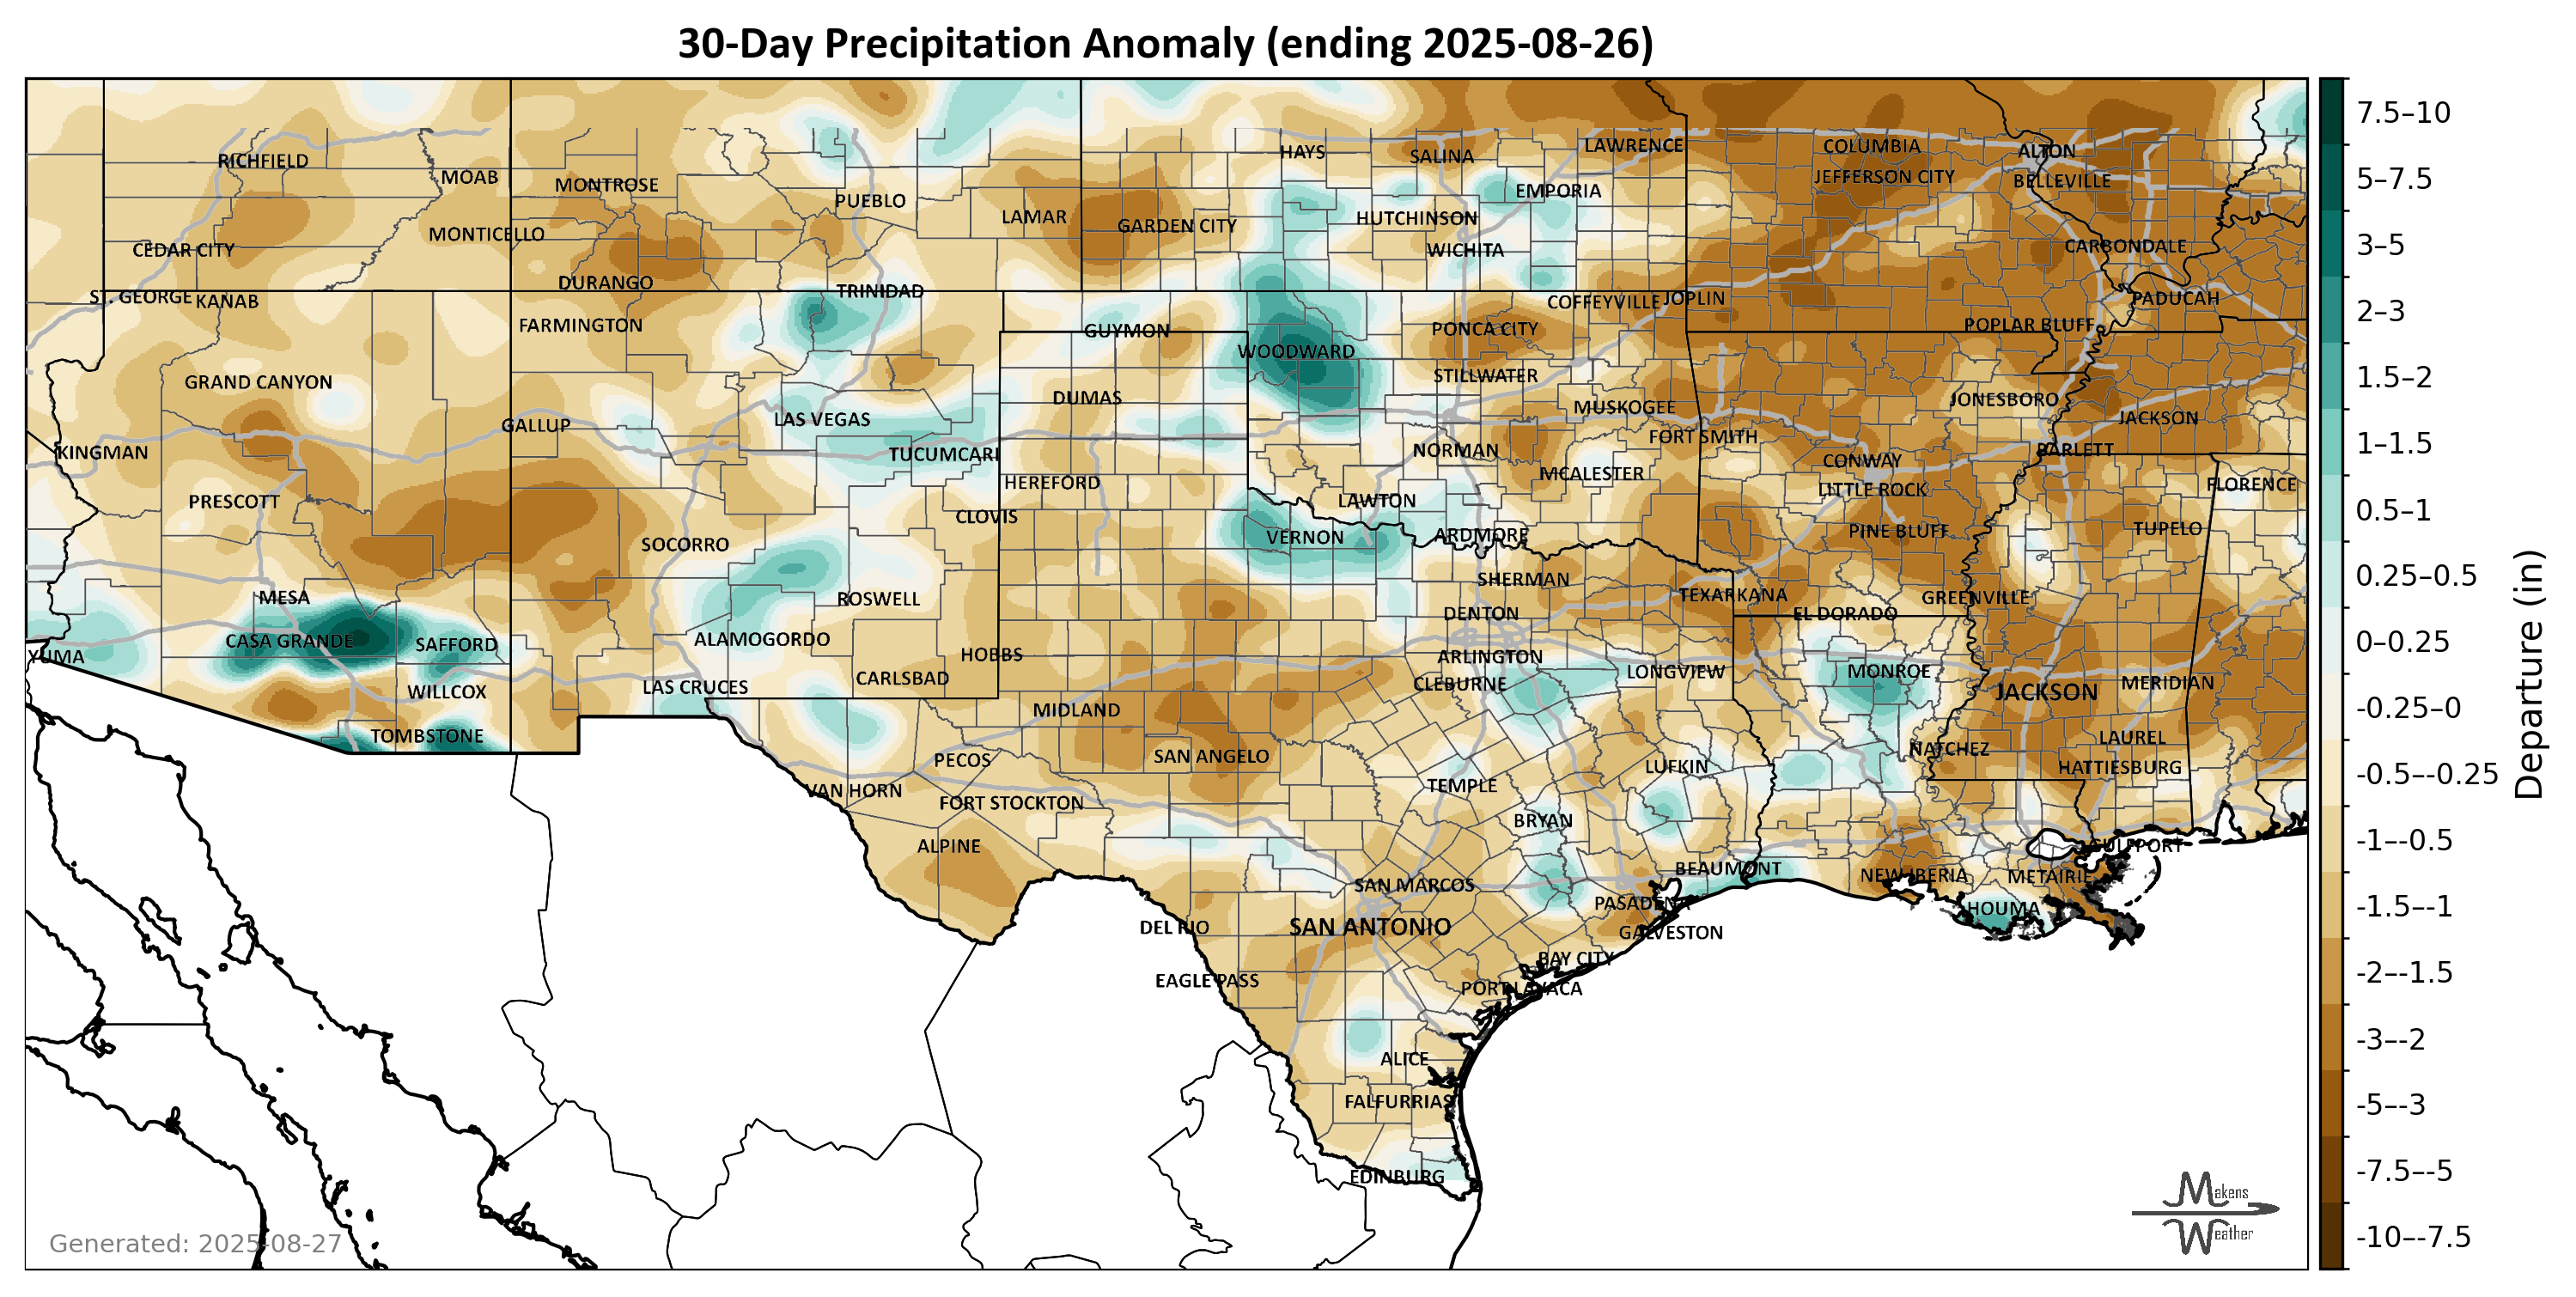 30-Day Precipitation Anomaly (ending 2025-08-26)
RICHFIELD
MOAB
MONTROSE
PUEBLO
LAMAR
GARDEN CITY
HAYS
SALINA
LAWRENCE
EMPORIA
HUTCHINSON
WICHITA
COLUMBIA
JEFFERSON CITY
ALTON
BELLEVILLE
CARBONDALE
CEDAR CITY
MONTICELLO
DURANGO
TRINIDAD
ST. GEORGE
KANAB
FARMINGTON
GUYMON
COFFEYVILLE
JOPLIN
PADUCAH
PONCA CITY
POPLAR BLUFF
WOODWARD
STILLWATER
GRAND CANYON
DUMAS
MUSKOGEE
JONESBORO
JACKSON
GALLUP
LAS VEGAS
FORT SMITH
KINGMAN
TUCUMCARI
NORMAN
BARLETT
CONWAY
MCALESTER
HEREFORD
LITTLE ROCK
FLORENCE
PRESCOTT
LAWTON
CLOVIS
PINE BLUFF
TUPELO
SOCORRO
VERNON
ARDMORE
SHERMAN
MESA
ROSWELL
TEXARKANA
GREENVILLE
DENTON
EL DORADO
CASA GRANDE
SAFFORD
ALAMOGORDO
YUMA
HOBBS
ARLINGTON
CARLSBAD
CLEBURNE
LONGVIEW
MONROE
MERIDIAN
WILLCOX
LAS CRUCES
JACKSON
MIDLAND
TOMBSTONE
LAUREL
SAN ANGELO
NATCHEZ
PECOS
LUFKIN
HATTIESBURG
VAN HORN
FORT STOCKTON
TEMPLE
BRYAN
ALPINE
GULFPORT
BEAUMONT
NEW IBERIA
METAIRIE
SAN MARCOS
PASADENA
HOUMA
DEL RIO
SAN ANTONIO
GALVESTON
BAY CITY
EAGLE PASS
PORT LAVACA
ALICE
FALFURRIAS
EDINBURG
Generated: 2025-08-27
Makens
Weather
7.5–10
5–7.5
3–5
2–3
1.5–2
1–1.5
0.5–1
0.25–0.5
0–0.25
-0.25–0
-0.5–-0.25
-1–-0.5
-1.5–-1
-2–-1.5
-3–-2
-5–-3
-7.5–-5
-10–-7.5
Departure (in)